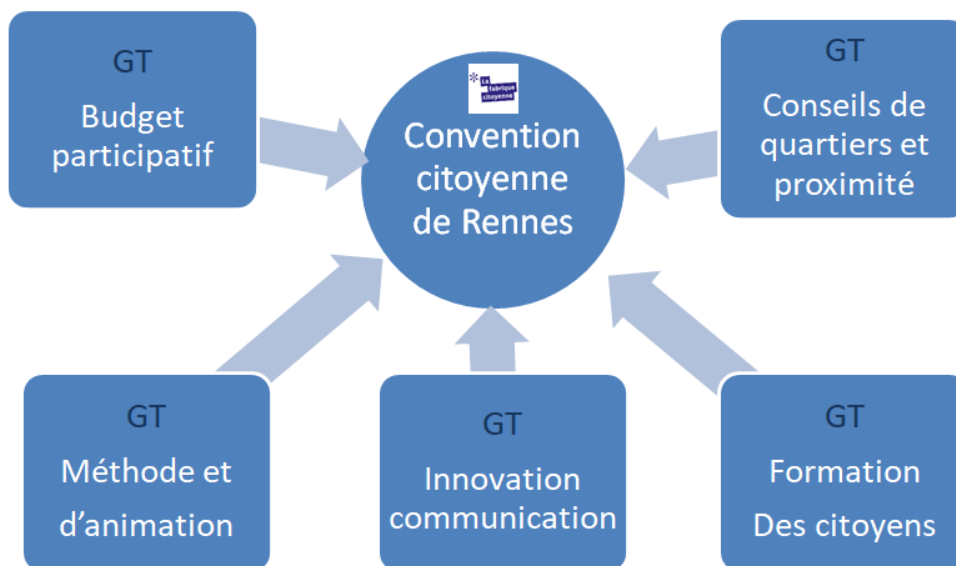 GT
Budget
participatif
* La
fabrique
citoyenne
Convention
citoyenne
de Rennes
GT
Conseils de
quartiers et
proximité
GT
Méthode et
d'animation
GT
Innovation
communication
GT
Formation
Des citoyens